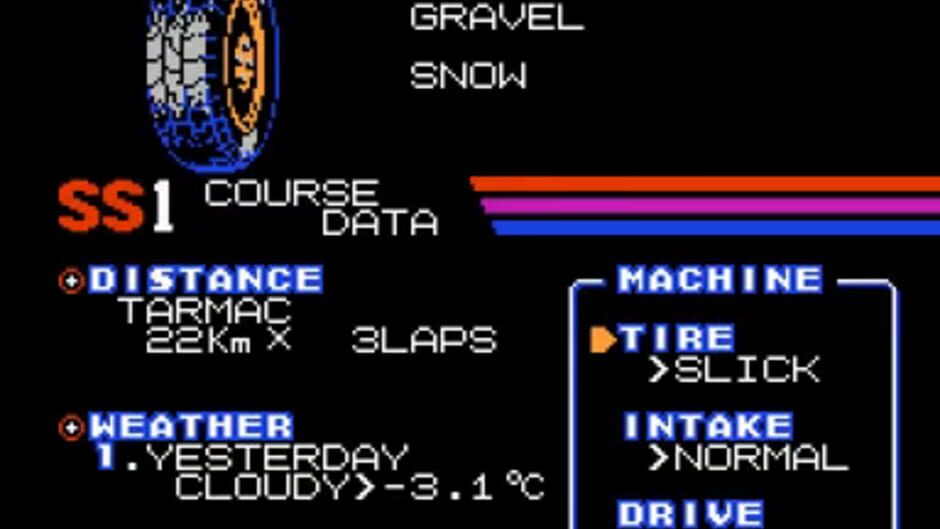 GRAVEL
SNOW
SS1 COURSE
DATA
DISTANCE
TARMAC
22Km × 3LAPS
WEATHER
1.YESTERDAY
CLOUDY>-3.1℃
MACHINE
TIRE
>SLICK
INTAKE
>NORMAL
DRIVE